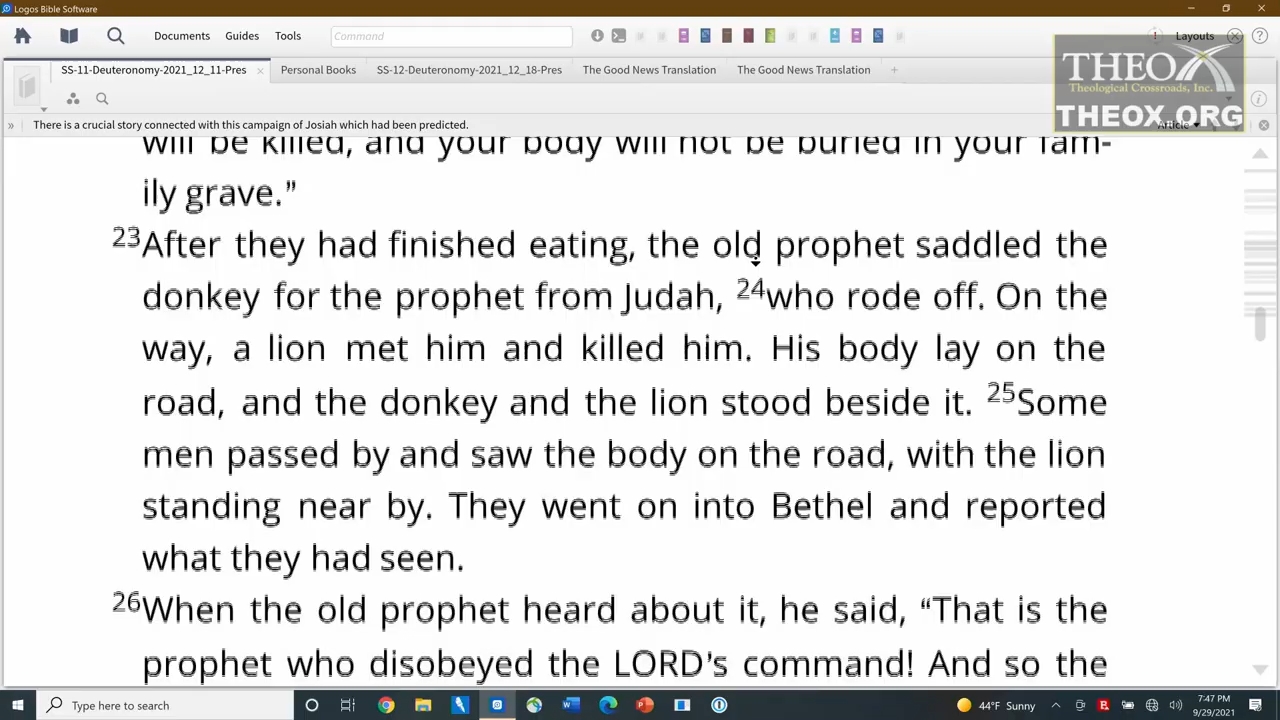 Logos Bible Software
Documents Guides Tools Command Layouts
SS-11-Deuteronomy-2021_12_11-Pres Personal Books SS-12-Deuteronomy-2021_12_18-Pres The Good News Translation The Good News Translation
THEOX
Theological Crossroads, Inc.
THEOX.ORG
There is a crucial story connected with this campaign of Josiah which had been predicted. Article
will be killed, and your body will not be buried in your fam-
ily grave.”
23After they had finished eating, the old prophet saddled the
donkey for the prophet from Judah, 24who rode off. On the
way, a lion met him and killed him. His body lay on the
road, and the donkey and the lion stood beside it. 25Some
men passed by and saw the body on the road, with the lion
standing near by. They went on into Bethel and reported
what they had seen.
26When the old prophet heard about it, he said, “That is the
prophet who disobeyed the LORD’s command! And so the
Type here to search
44°F Sunny
7:47 PM
9/29/2021